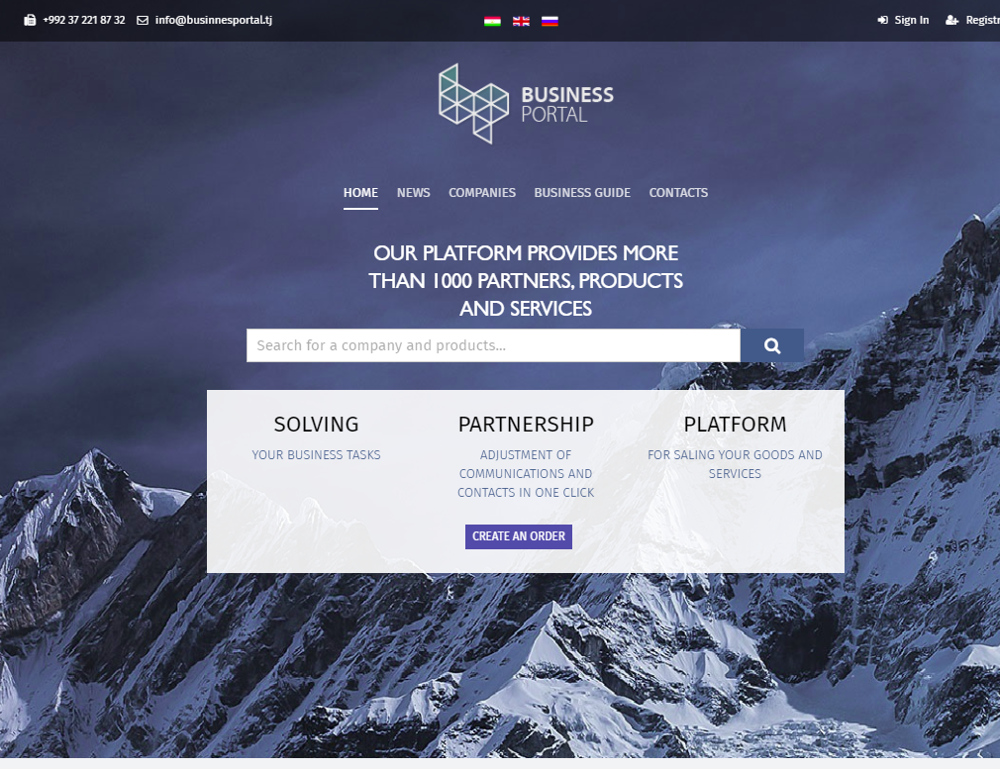 +992 37 221 87 32 info@businnesportal.tj Sign In Registr
BUSINESS
PORTAL
HOME NEWS COMPANIES BUSINESS GUIDE CONTACTS
OUR PLATFORM PROVIDES MORE
THAN 1000 PARTNERS, PRODUCTS
AND SERVICES
Search for a company and products...
SOLVING
YOUR BUSINESS TASKS
PARTNERSHIP
ADJUSTMENT OF
COMMUNICATIONS AND
CONTACTS IN ONE CLICK
CREATE AN ORDER
PLATFORM
FOR SALING YOUR GOODS AND
SERVICES